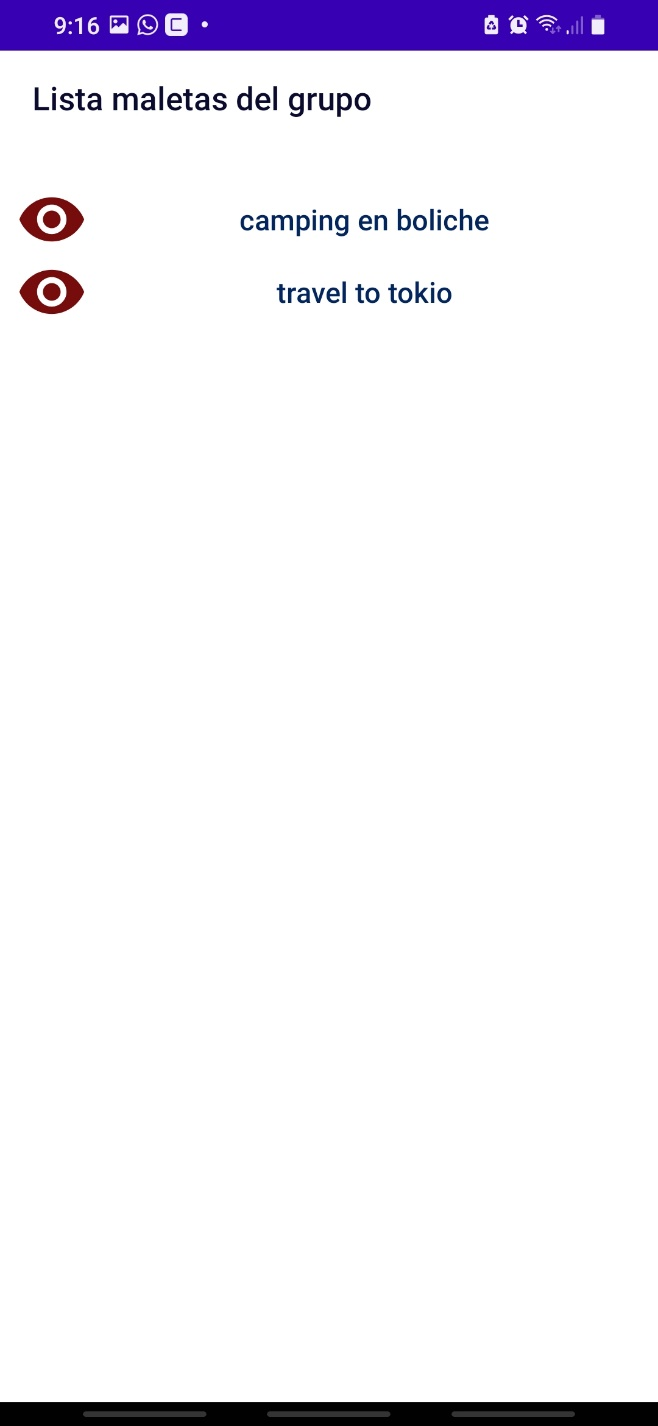 9:16
Lista maletas del grupo
camping en boliche
travel to tokio